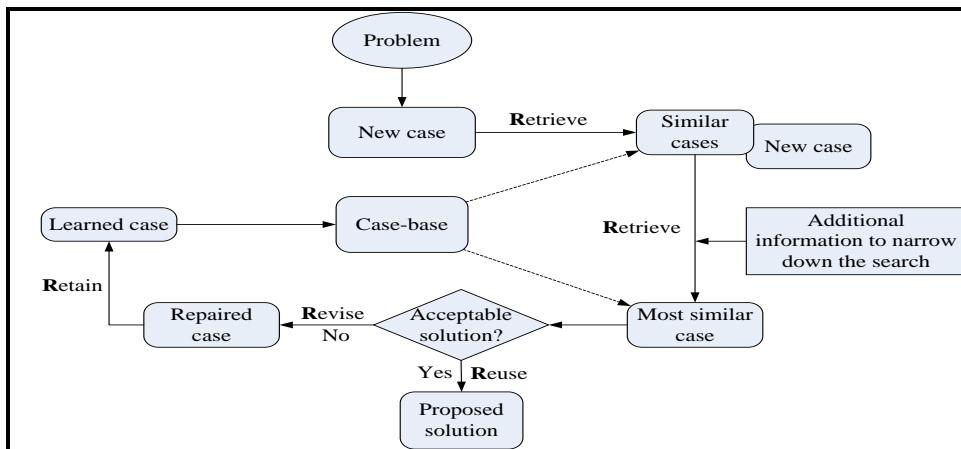 Problem
New case
Retrieve
Similar
cases
New case
Learned case
Case-base
Retrieve
Additional
information to narrow
down the search
Retain
Repaired
case
Revise
No
Acceptable
solution?
Most similar
case
Yes
Reuse
Proposed
solution